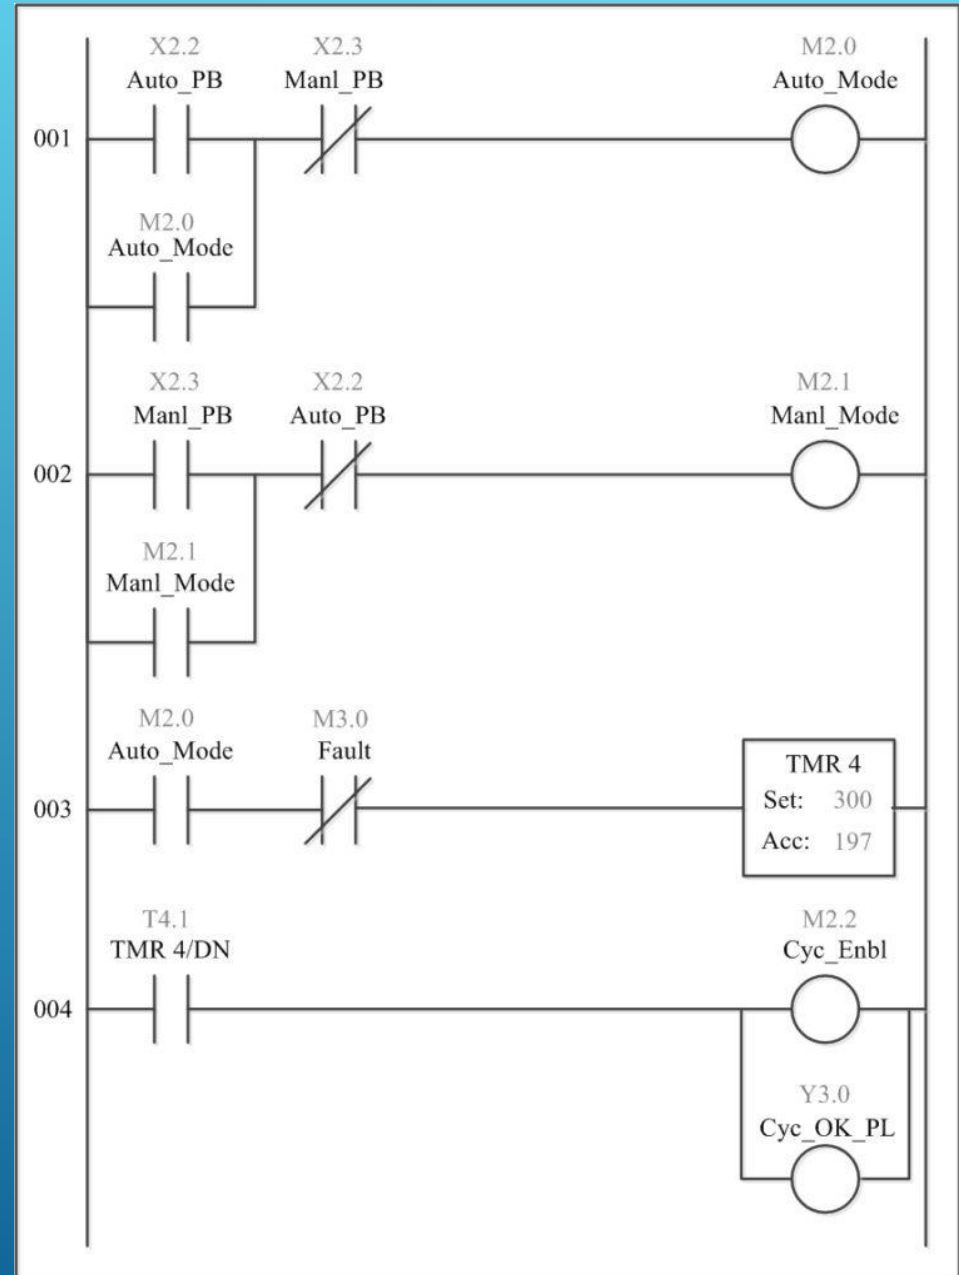 X2.2 X2.3 M2.0
Auto_PB Manl_PB Auto_Mode
001
M2.0
Auto_Mode
X2.3 X2.2 M2.1
Manl_PB Auto_PB Manl_Mode
002
M2.1
Manl_Mode
M2.0 M3.0
Auto_Mode Fault
TMR 4
003
Set: 300
Acc: 197
T4.1 M2.2
TMR 4/DN Cyc_Enbl
004
Y3.0
Cyc_OK_PL